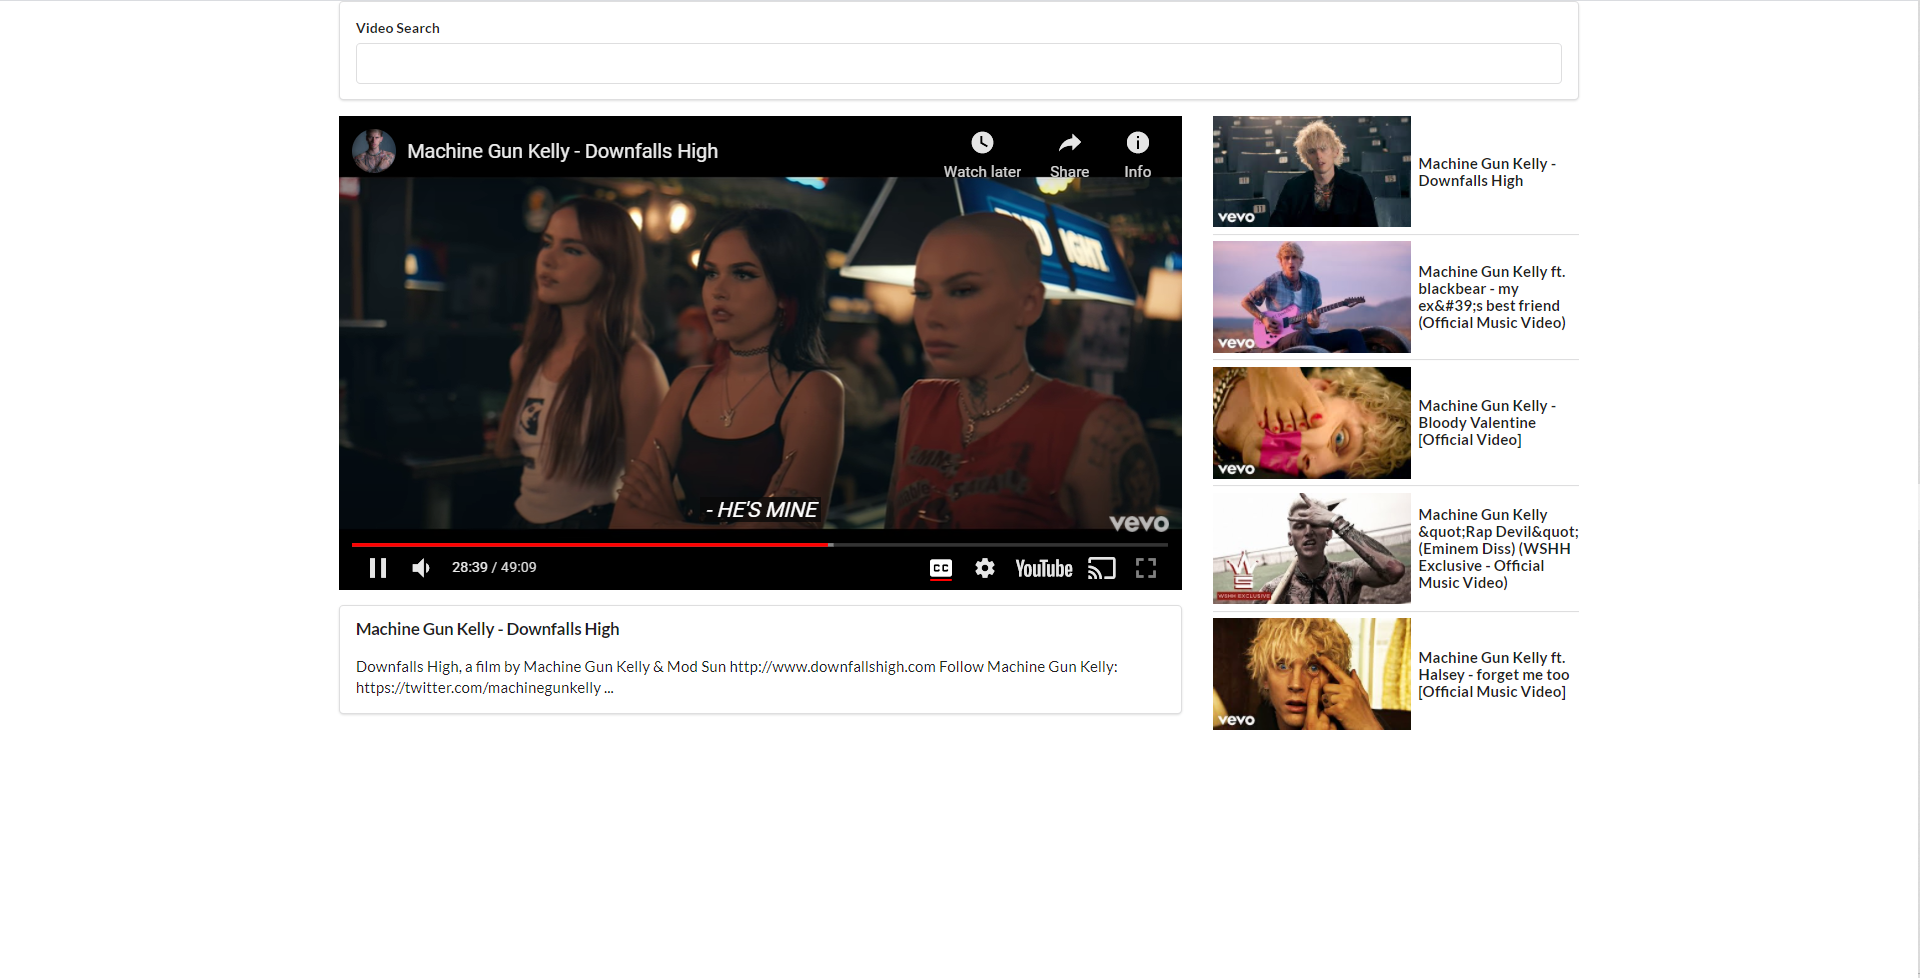 Video Search
Machine Gun Kelly - Downfalls High
Watch later
Share
Info
IGHT
- HE'S MINE
vevo
28:39 / 49:09
CC
YouTube
Machine Gun Kelly - Downfalls High
Downfalls High, a film by Machine Gun Kelly & Mod Sun http://www.downfallshigh.com Follow Machine Gun Kelly:
https://twitter.com/machinegunkelly ...
vevo
Machine Gun Kelly -
Downfalls High
vevo
Machine Gun Kelly ft.
blackbear - my
ex&#39;s best friend
(Official Music Video)
vevo
Machine Gun Kelly -
Bloody Valentine
[Official Video]
WSHH EXCLUSIVE
Machine Gun Kelly
&quot;Rap Devil&quot;
(Eminem Diss) (WSHH
Exclusive - Official
Music Video)
vevo
Machine Gun Kelly ft.
Halsey - forget me too
[Official Music Video]